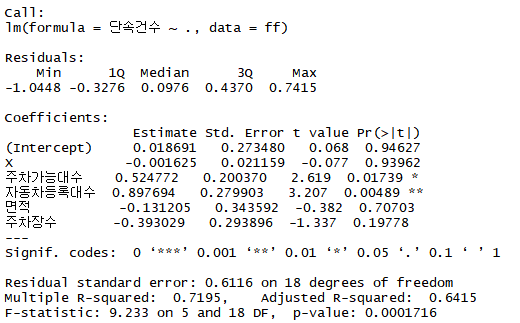 Call:
lm(formula = 단속건수 ~ ., data = ff)
Residuals:
Min 1Q Median 3Q Max
-1.0448 -0.3276 0.0976 0.4370 0.7415
Coefficients:
Estimate Std. Error t value Pr(>|t|)
(Intercept) 0.018691 0.273480 0.068 0.94627
X -0.001625 0.021159 -0.077 0.93962
주차가능대수 0.524772 0.200370 2.619 0.01739 *
자동차등록대수 0.897694 0.279903 3.207 0.00489 **
면적 -0.131205 0.343592 -0.382 0.70703
주차장수 -0.393029 0.293896 -1.337 0.19778
---
Signif. codes: 0 ‘***’ 0.001 ‘**’ 0.01 ‘*’ 0.05 ‘.’ 0.1 ‘ ’ 1
Residual standard error: 0.6116 on 18 degrees of freedom
Multiple R-squared: 0.7195, Adjusted R-squared: 0.6415
F-statistic: 9.233 on 5 and 18 DF, p-value: 0.0001716